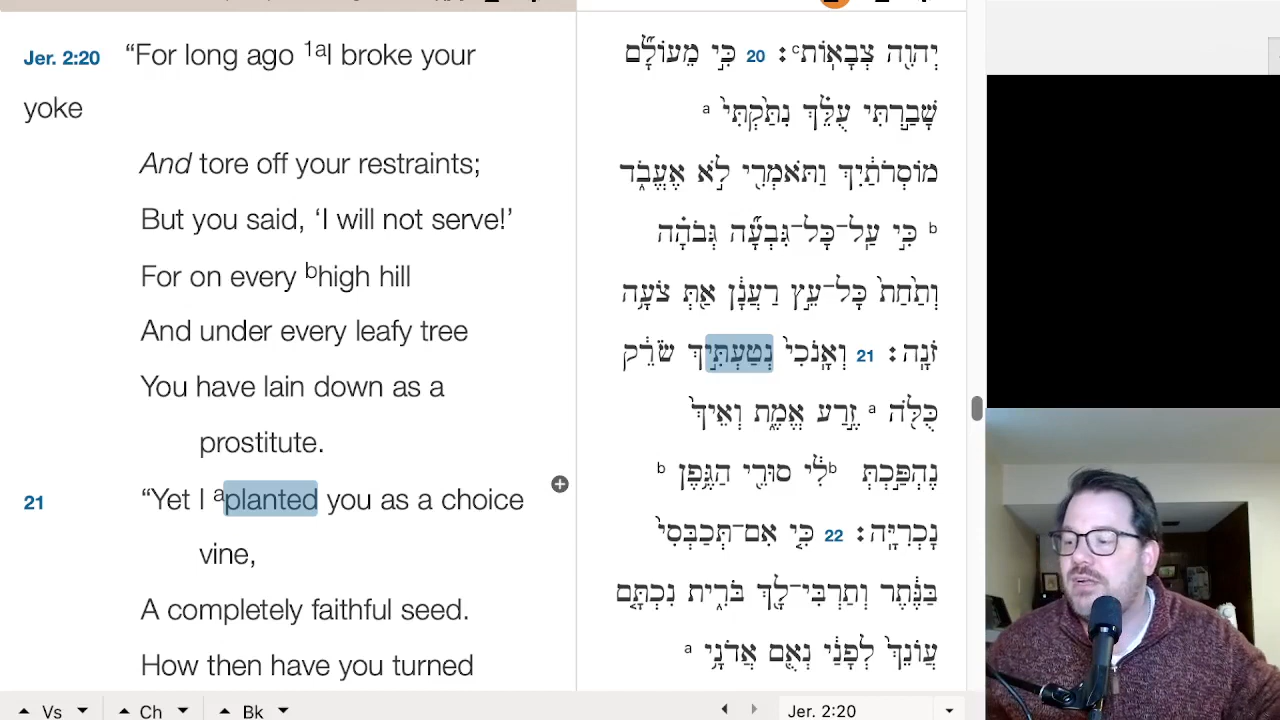 Jer. 2:20 “For long ago 1aI broke your
yoke
And tore off your restraints;
But you said, ‘I will not serve!’
For on every bhigh hill
And under every leafy tree
You have lain down as a
prostitute.
21 “Yet I aplanted you as a choice
vine,
A completely faithful seed.
How then have you turned
יְהוִ֖ה צְבָאֽוֹת׃ c 20 כִּ֣י מֵעוֹלָ֞ם
שָׁבַ֣רְתִּי עֻלֵּ֗ךְ נִתַּ֙קְתִּי֙ a
מוֹסְרֹתַ֔יִךְ וַתֹּאמְרִ֖י לֹ֣א אֶעֱבֹ֑ד
b כִּ֣י עַֽל־כָּל־גִּבְעָ֞ה גְּבֹהָ֗ה
וְתַ֙חַת֙ כָּל־עֵ֣ץ רַעֲנָ֔ן אַ֖תְּ צֹעָ֥ה
זֹנָֽה׃ 21 וְאָֽנֹכִי֙ נְטַעְתִּ֣יךְ שֹׂרֵ֔ק
כֻּלֹּ֖ה a זֶ֣רַע אֱמֶ֑ת וְאֵיךְ֙
נֶהְפַּ֣כְתְּ b לִ֔י סוּרֵ֖י הַגֶּ֥פֶן b
נָכְרִיָּֽה׃ 22 כִּ֤י אִם־תְּכַבְּסִי֙
בַּנֶּ֔תֶר וְתַרְבִּי־לָ֖ךְ בֹּרִ֑ית נִכְתָּ֤ם
עֲוֺנֵךְ֙ לְפָנַ֔י נְאֻ֖ם אֲדֹנָ֥י a
Vs Ch Bk Jer. 2:20